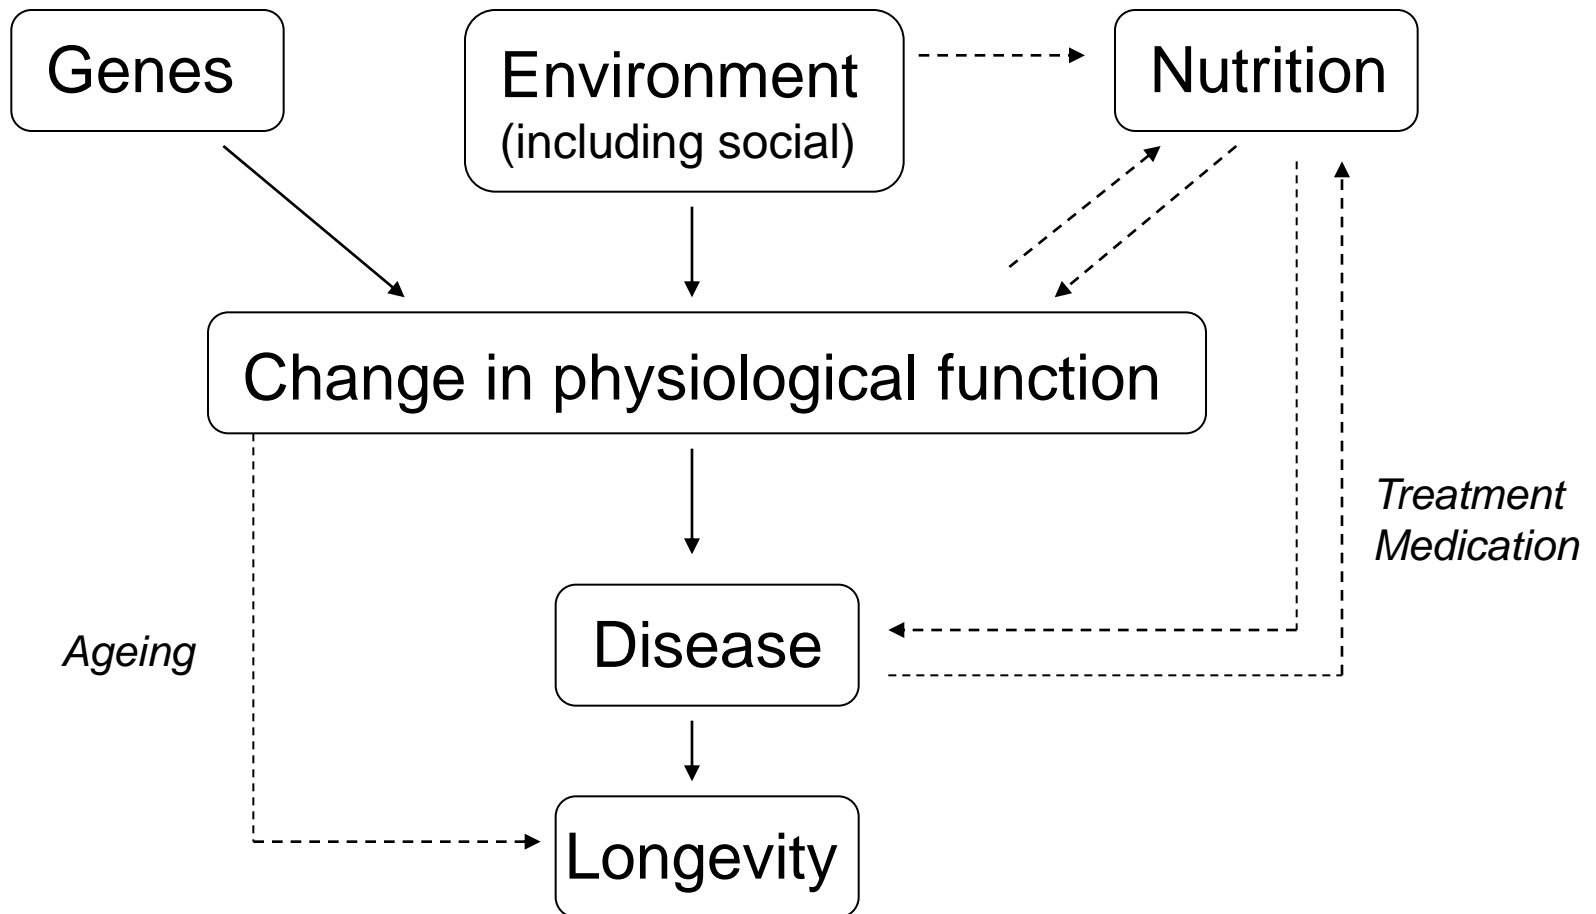 Genes
Environment
(including social)
Nutrition
Change in physiological function
Treatment
Medication
Ageing
Disease
Longevity